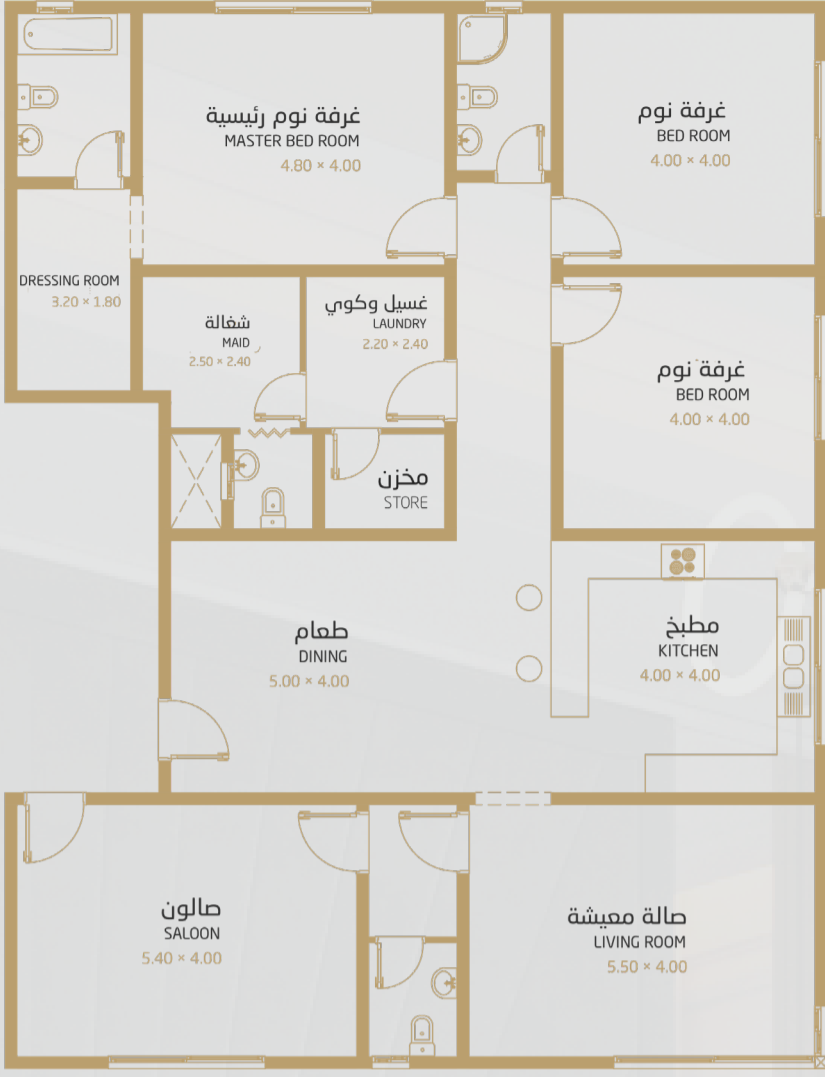 غرفة نوم رئيسية
MASTER BED ROOM
4.80 × 4.00
غرفة نوم
BED ROOM
4.00 × 4.00
DRESSING ROOM
3.20 × 1.80
شغالة
MAID
2.50 × 2.40
غسيل وكوي
LAUNDRY
2.20 × 2.40
غرفة نوم
BED ROOM
4.00 × 4.00
مخزن
STORE
طعام
DINING
5.00 × 4.00
مطبخ
KITCHEN
4.00 × 4.00
صالون
SALOON
5.40 × 4.00
صالة معيشة
LIVING ROOM
5.50 × 4.00